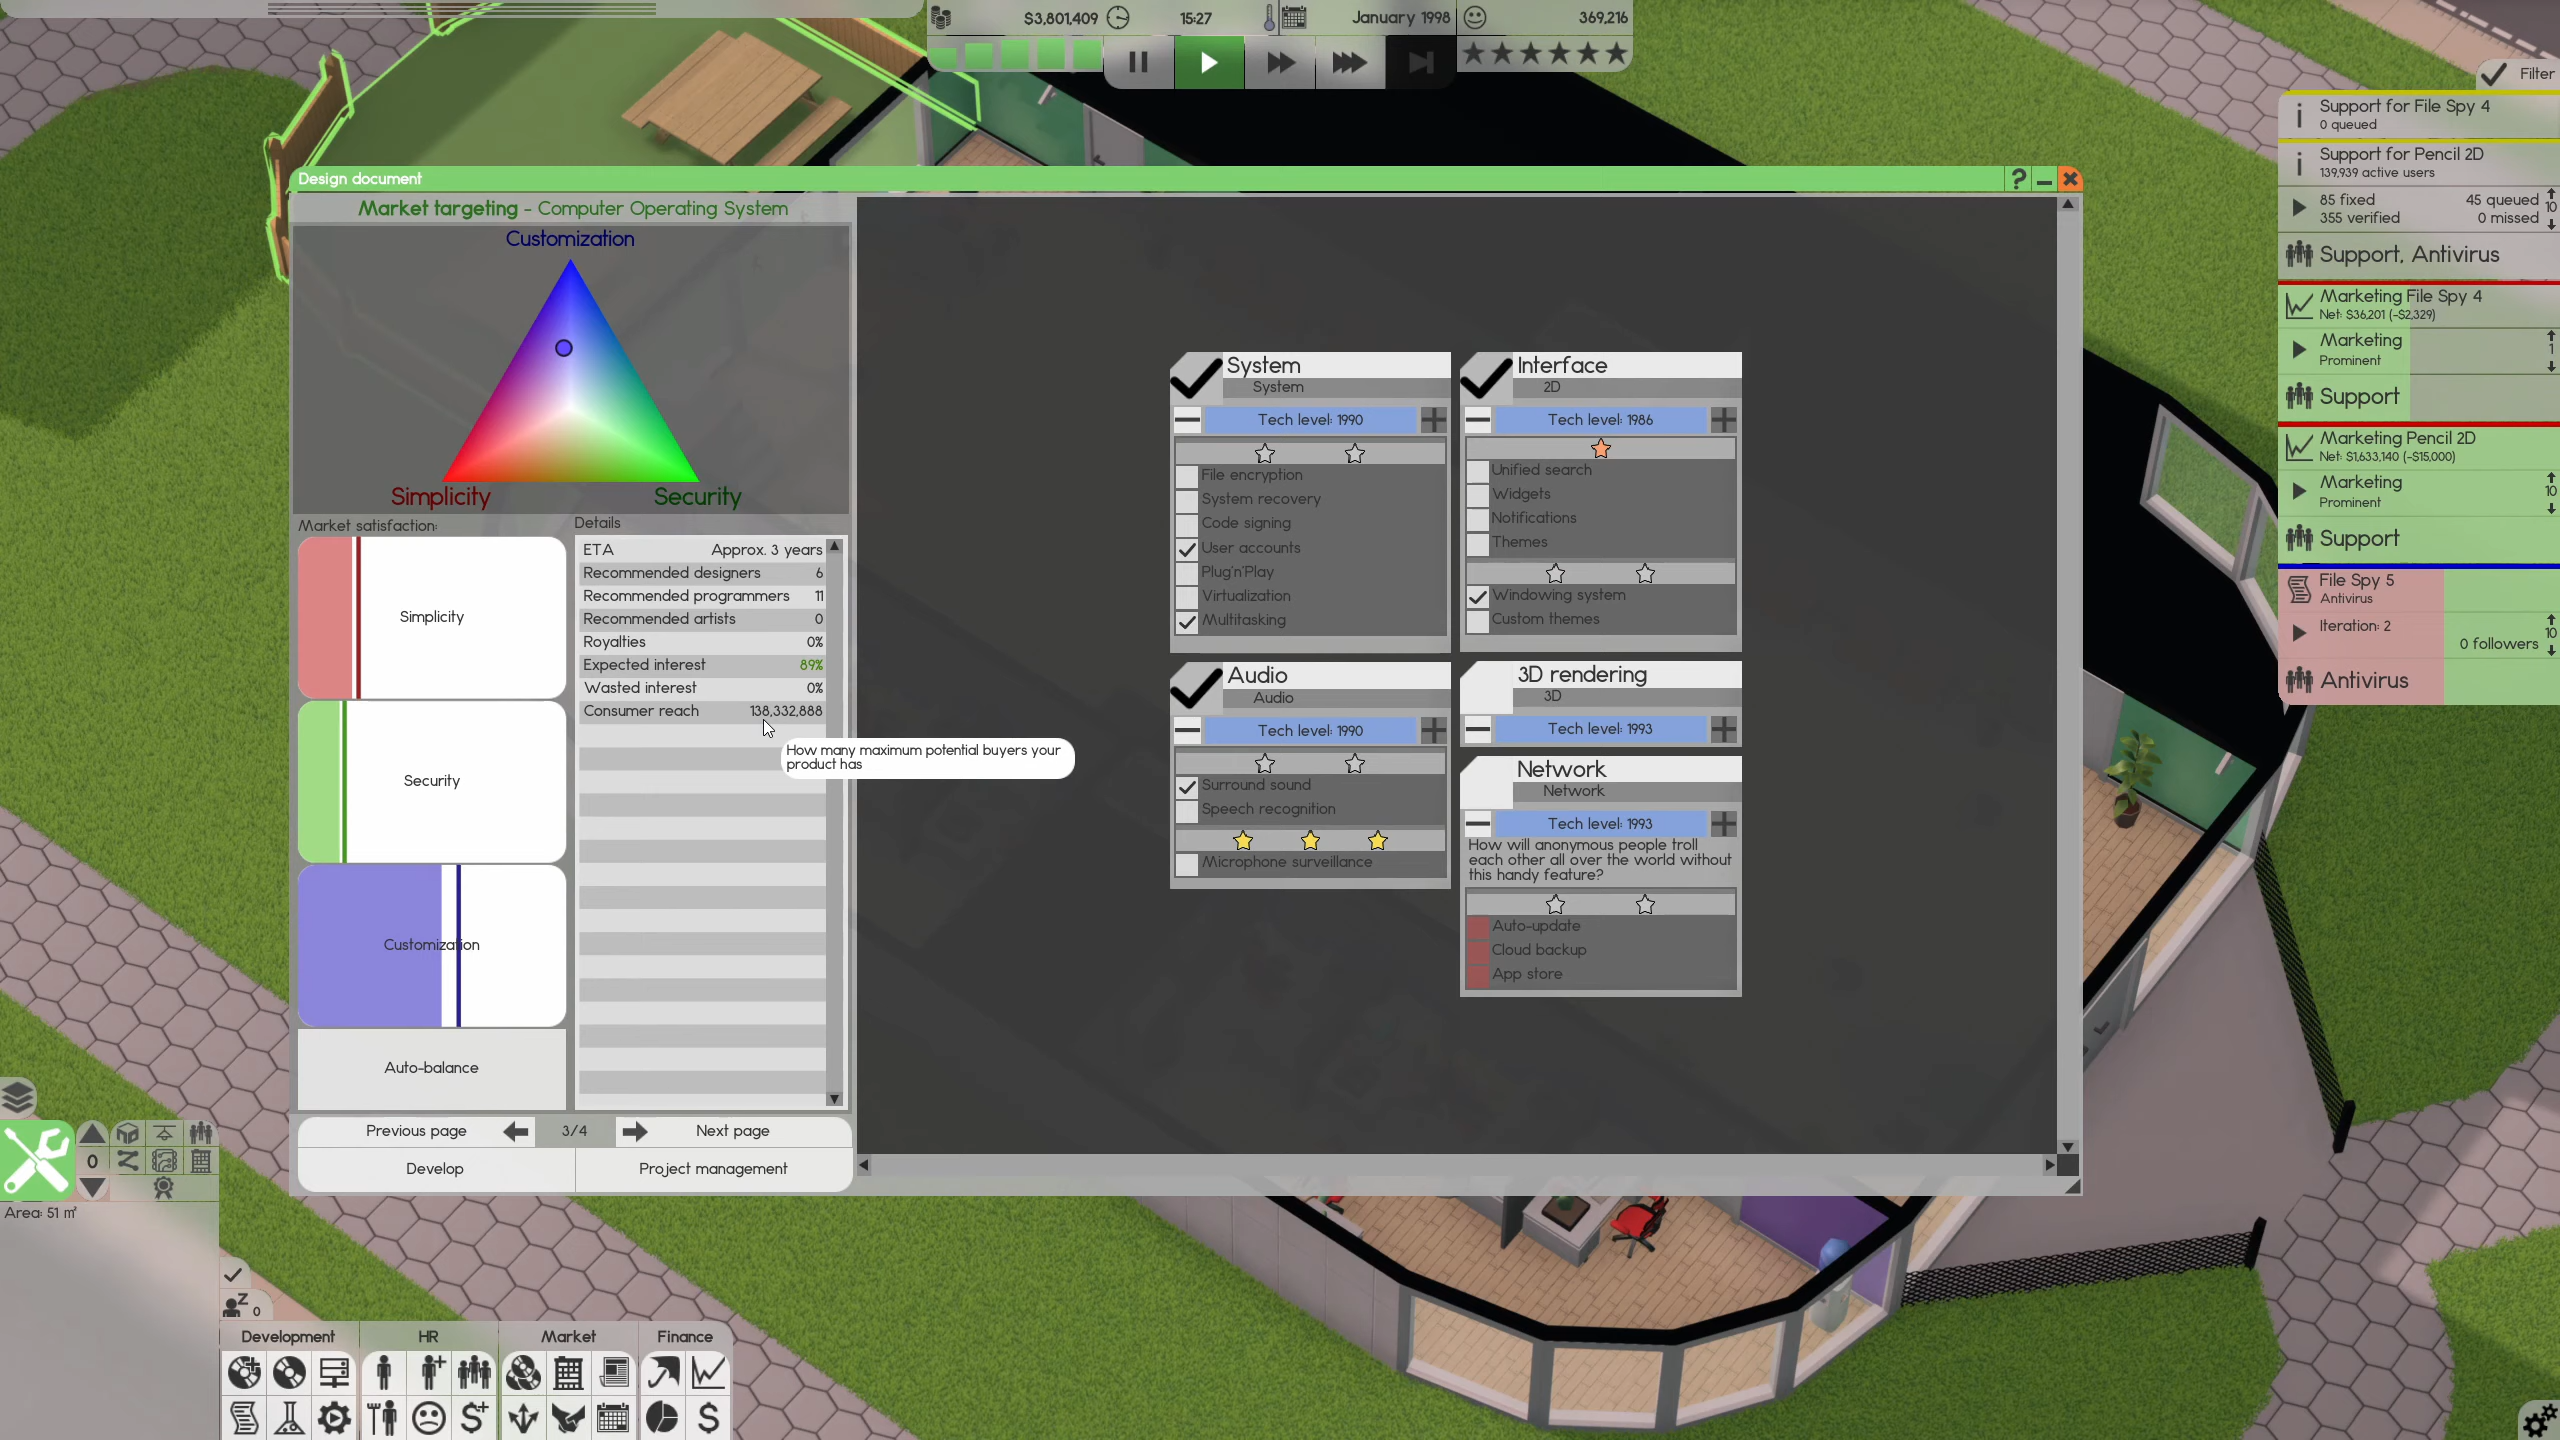 $3,801,409
15:27
January 1998
369,216
Filter
Support for File Spy 4
0 queued
Support for Pencil 2D
139,939 active users
85 fixed
45 queued
355 verified
0 missed
10
Support, Antivirus
Marketing File Spy 4
Net: $36,201 (-$2,329)
Marketing
Prominent
1
Support
Marketing Pencil 2D
Net: $1,633,140 (-$15,000)
Marketing
Prominent
10
Support
File Spy 5
Antivirus
Iteration: 2
0 followers
10
Antivirus
Design document
?
Market targeting - Computer Operating System
Customization
Simplicity
Security
Market satisfaction:
Simplicity
Security
Customization
Auto-balance
Details
ETA Approx. 3 years
Recommended designers 6
Recommended programmers 11
Recommended artists 0
Royalties 0%
Expected interest 89%
Wasted interest 0%
Consumer reach 138,332,888
How many maximum potential buyers your
product has
Previous page
3/4
Next page
Develop
Project management
System
System
Tech level: 1990
File encryption
System recovery
Code signing
User accounts
Plug'n'Play
Virtualization
Multitasking
Interface
2D
Tech level: 1986
Unified search
Widgets
Notifications
Themes
Windowing system
Custom themes
Audio
Audio
Tech level: 1990
Surround sound
Speech recognition
Microphone surveillance
3D rendering
3D
Tech level: 1993
Network
Network
Tech level: 1993
How will anonymous people troll
each other all over the world without
this handy feature?
Auto-update
Cloud backup
App store
0
Area: 51 m²
Z
0
Development
HR
Market
Finance